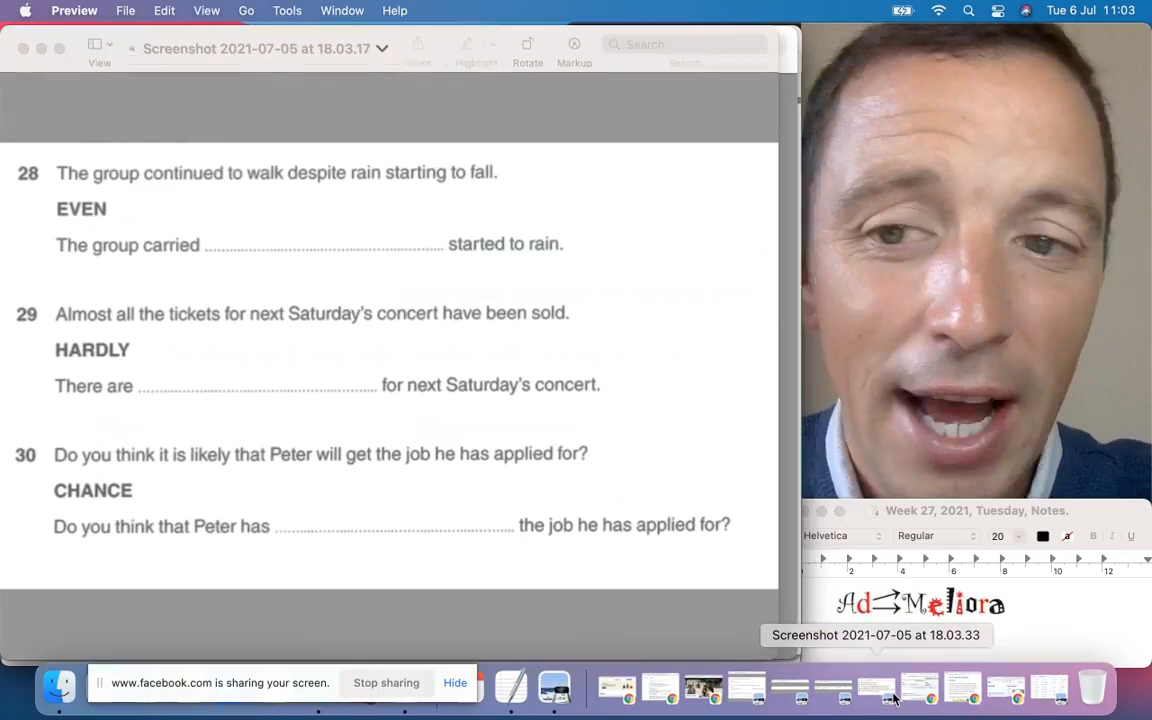 Preview File Edit View Go Tools Window Help Tue 6 Jul 11:03
Screenshot 2021-07-05 at 18.03.17 Search
View Highlight Rotate Markup Search
28 The group continued to walk despite rain starting to fall.
EVEN
The group carried ........................................ started to rain.
29 Almost all the tickets for next Saturday's concert have been sold.
HARDLY
There are ........................................ for next Saturday's concert.
30 Do you think it is likely that Peter will get the job he has applied for?
CHANCE
Do you think that Peter has ........................................ the job he has applied for?
Week 27, 2021, Tuesday, Notes.
Helvetica Regular 20 a B I U
2 4 6 8 10 12
Ad Meliora
Screenshot 2021-07-05 at 18.03.33
www.facebook.com is sharing your screen. Stop sharing Hide